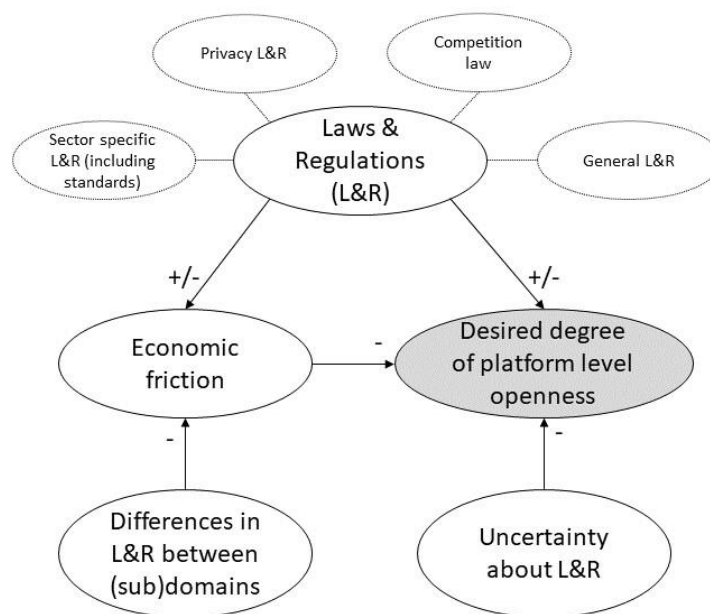 Privacy L&R
Competition
law
Sector specific
L&R (including
standards)
Laws &
Regulations
(L&R)
General L&R
+/-
+/-
Economic
friction
-
Desired degree
of platform level
openness
-
-
Differences in
L&R between
(sub)domains
Uncertainty
about L&R